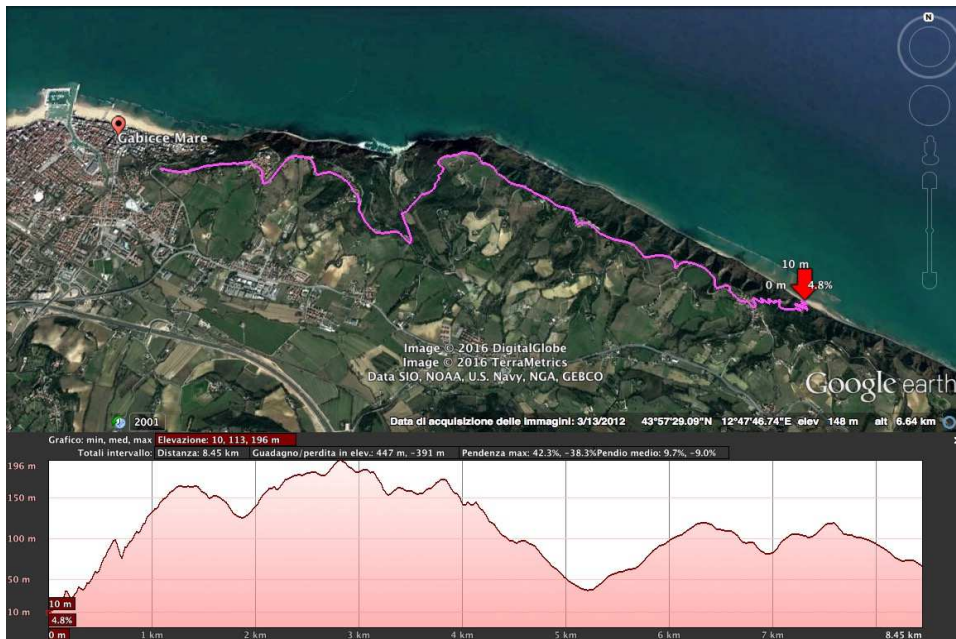 N
Gabicce Mare
10 m
0 m 4.8%
Image © 2016 DigitalGlobe
Image © 2016 TerraMetrics
Data SIO, NOAA, U.S. Navy, NGA, GEBCO
Google earth
2001 Data di acquisizione delle immagini: 3/13/2012 43°57'29.09"N 12°47'46.74"E elev 148 m alt 6.64 km
Grafico: min, med, max Elevazione: 10, 113, 196 m
Totali intervallo: Distanza: 8.45 km Guadagno/perdita in elev.: 447 m, -391 m Pendenza max: 42.3%, -38.3% Pendio medio: 9.7%, -9.0%
196 m
150 m
100 m
50 m
10 m
10 m
4.8%
0 m 1 km 2 km 3 km 4 km 5 km 6 km 7 km 8.45 km